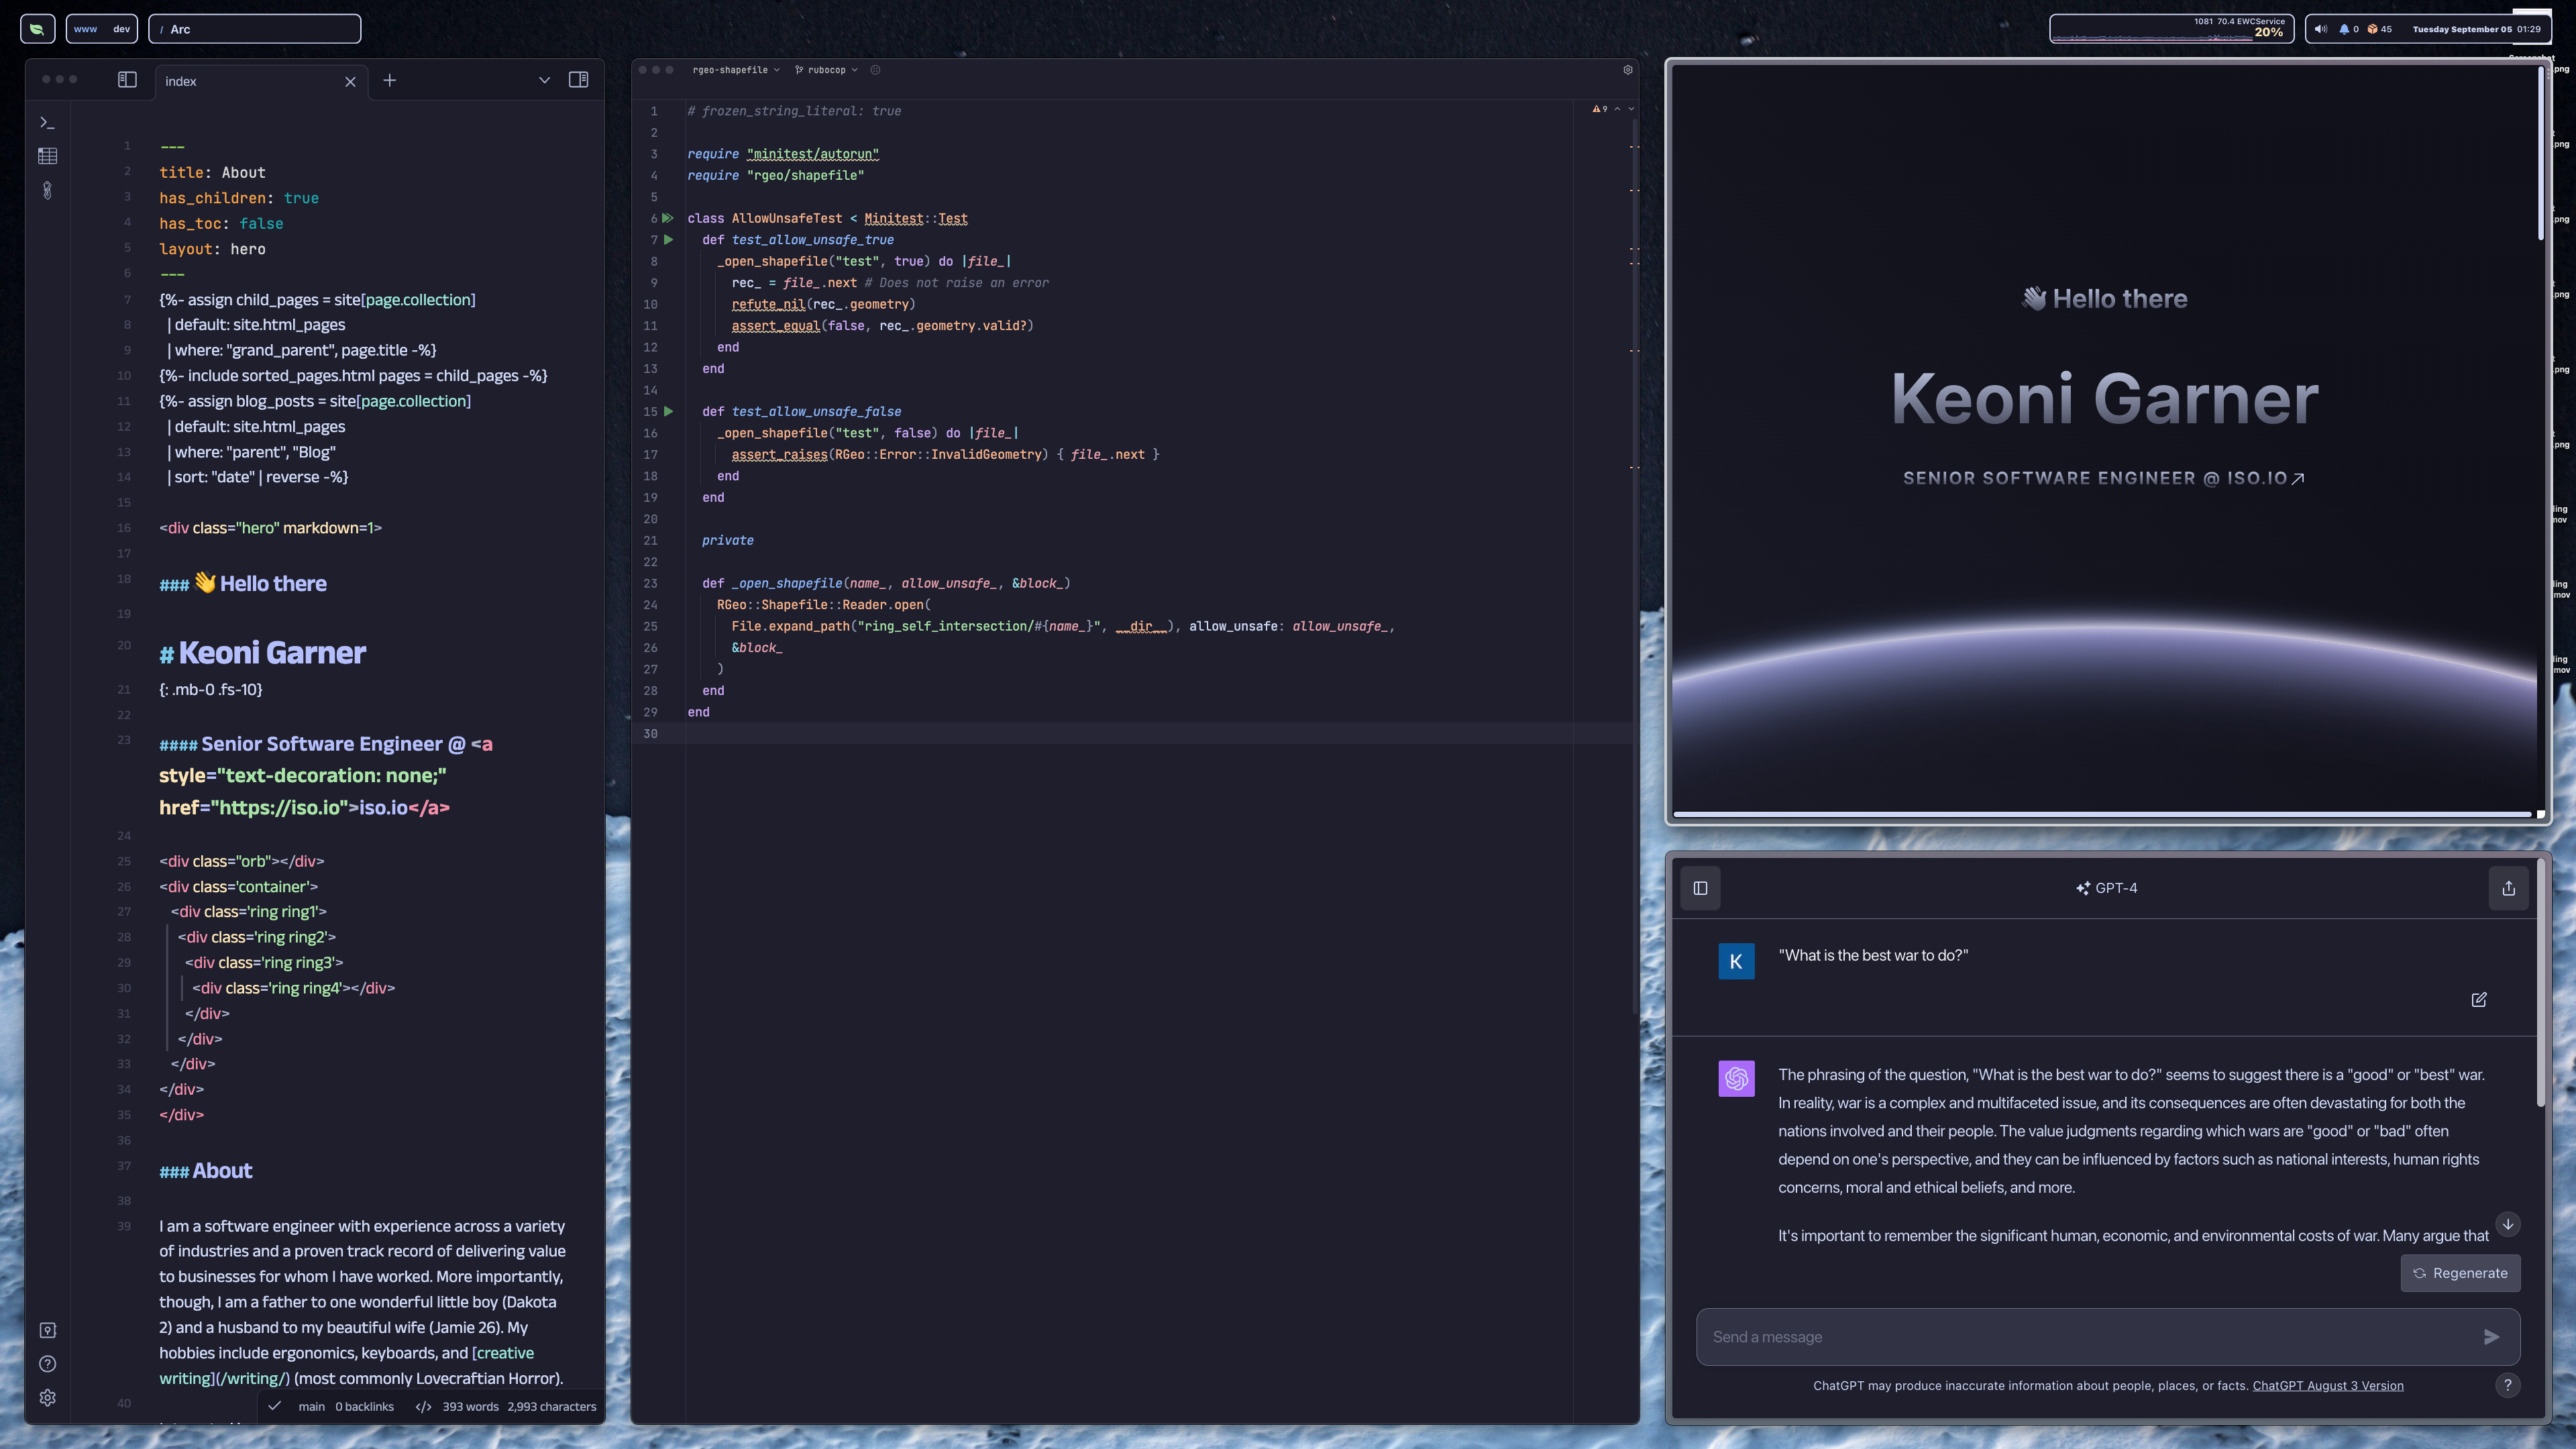 www dev
/ Arc
1081 70.4 EWCService
20%
0 45 Tuesday September 05 01:29
index
1 ---
2 title: About
3 has_children: true
4 has_toc: false
5 layout: hero
6 ---
7 {%- assign child_pages = site[page.collection]
8 | default: site.html_pages
9 | where: "grand_parent", page.title -%}
10 {%- include sorted_pages.html pages = child_pages -%}
11 {%- assign blog_posts = site[page.collection]
12 | default: site.html_pages
13 | where: "parent", "Blog"
14 | sort: "date" | reverse -%}
15
16 <div class="hero" markdown=1>
17
18 ### 👋 Hello there
19
20 # Keoni Garner
21 {: .mb-0 .fs-10}
22
23 #### Senior Software Engineer @ <a
style="text-decoration: none;"
href="https://iso.io">iso.io</a>
24
25 <div class="orb"></div>
26 <div class='container'>
27 <div class='ring ring1'>
28 <div class='ring ring2'>
29 <div class='ring ring3'>
30 <div class='ring ring4'></div>
31 </div>
32 </div>
33 </div>
34 </div>
35 </div>
36
37 ### About
38
39 I am a software engineer with experience across a variety
of industries and a proven track record of delivering value
to businesses for whom I have worked. More importantly,
though, I am a father to one wonderful little boy (Dakota
2) and a husband to my beautiful wife (Jamie 26). My
hobbies include ergonomics, keyboards, and [creative
writing](/writing/) (most commonly Lovecraftian Horror).
40
main 0 backlinks 393 words 2,993 characters
rgeo-shapefile rubocop
9
1 # frozen_string_literal: true
2
3 require "minitest/autorun"
4 require "rgeo/shapefile"
5
6 class AllowUnsafeTest < Minitest::Test
7 def test_allow_unsafe_true
8 _open_shapefile("test", true) do |file_|
9 rec_ = file_.next # Does not raise an error
10 refute_nil(rec_.geometry)
11 assert_equal(false, rec_.geometry.valid?)
12 end
13 end
14
15 def test_allow_unsafe_false
16 _open_shapefile("test", false) do |file_|
17 assert_raises(RGeo::Error::InvalidGeometry) { file_.next }
18 end
19 end
20
21 private
22
23 def _open_shapefile(name_, allow_unsafe_, &block_)
24 RGeo::Shapefile::Reader.open(
25 File.expand_path("ring_self_intersection/#{name_}", __dir__), allow_unsafe: allow_unsafe_,
26 &block_
27 )
28 end
29 end
30
👋 Hello there
Keoni Garner
SENIOR SOFTWARE ENGINEER @ ISO.IO
GPT-4
K
"What is the best war to do?"
The phrasing of the question, "What is the best war to do?" seems to suggest there is a "good" or "best" war.
In reality, war is a complex and multifaceted issue, and its consequences are often devastating for both the
nations involved and their people. The value judgments regarding which wars are "good" or "bad" often
depend on one's perspective, and they can be influenced by factors such as national interests, human rights
concerns, moral and ethical beliefs, and more.
It's important to remember the significant human, economic, and environmental costs of war. Many argue that
Regenerate
Send a message
ChatGPT may produce inaccurate information about people, places, or facts. ChatGPT August 3 Version
?
.png
.png
.png
.png
.png
.png
ling
mov
ling
.mov
ling
.mov